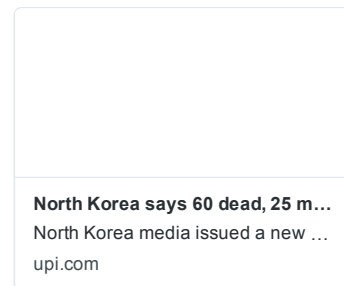 North Korea says 60 dead, 25 m…
North Korea media issued a new …
upi.com